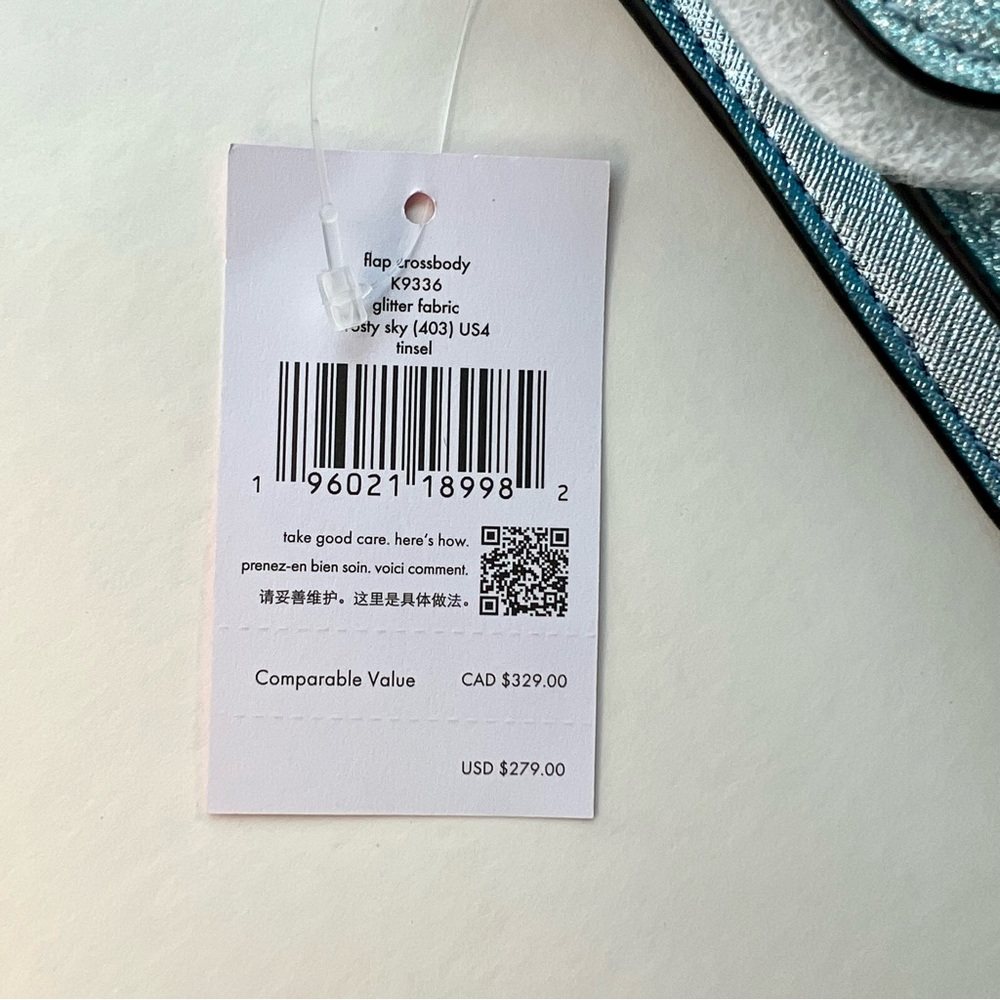 flap crossbody
K9336
glitter fabric
sky (403) US4
tinsel
1 96021 18998 2
take good care. here's how.
prenez-en bien soin. voici comment.
请妥善维护。这里是具体做法。
Comparable Value CAD $329.00
USD $279.00